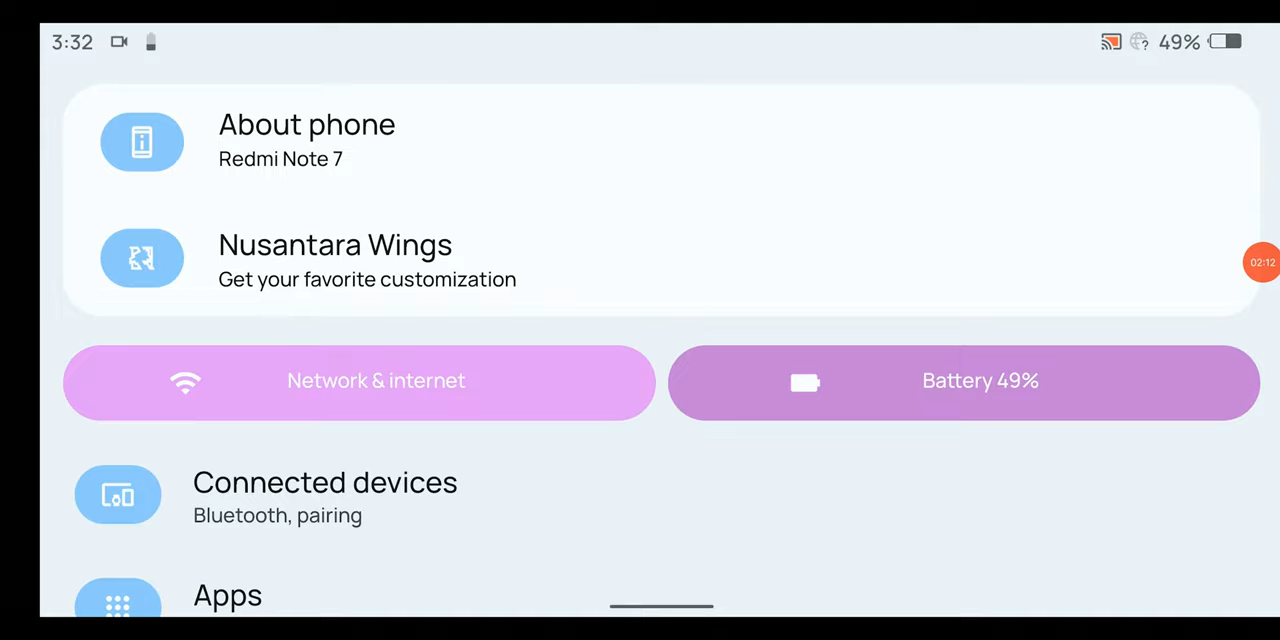 3:32
49%
About phone
Redmi Note 7
Nusantara Wings
Get your favorite customization
02:12
Network & internet
Battery 49%
Connected devices
Bluetooth, pairing
Apps